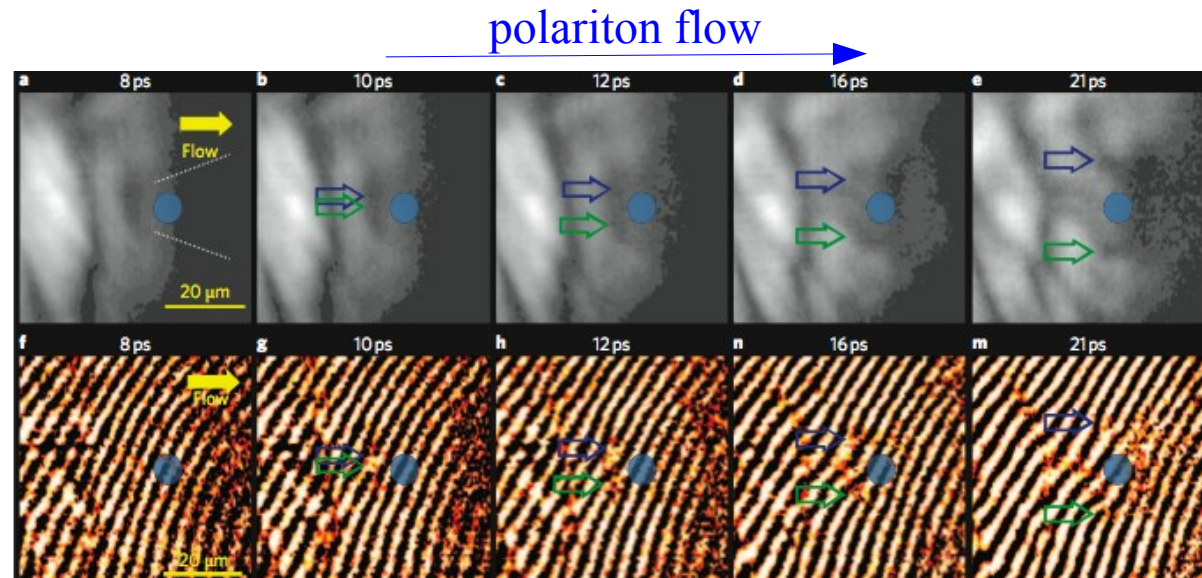 polariton flow
a 8 ps b 10 ps c 12 ps d 16 ps e 21 ps
Flow
20 μm
f 8 ps g 10 ps h 12 ps n 16 ps m 21 ps
Flow
20 μm